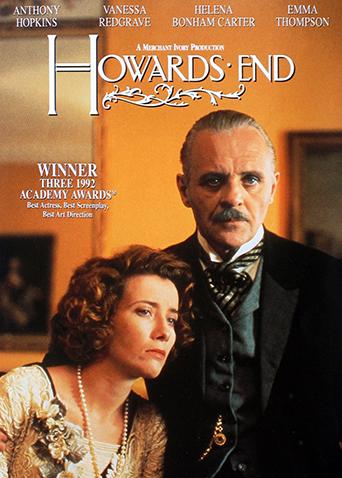 ANTHONY HOPKINS VANESSA REDGRAVE HELENA BONHAM CARTER EMMA THOMPSON
A MERCHANT IVORY PRODUCTION
HOWARDS · END
WINNER
THREE 1992
ACADEMY AWARDS®
Best Actress, Best Screenplay,
Best Art Direction